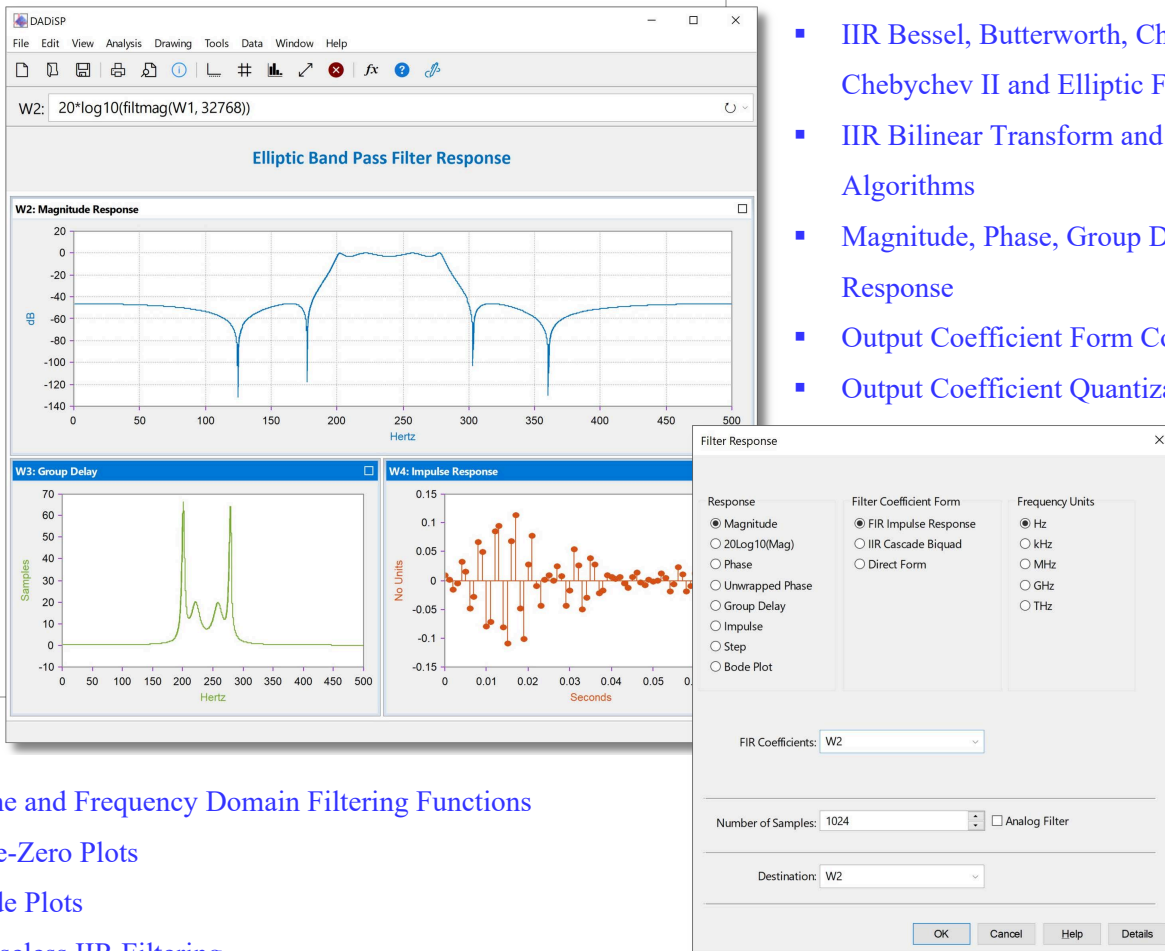 DADiSP
File Edit View Analysis Drawing Tools Data Window Help
fx
W2: 20*log10(filtmag(W1, 32768))
Elliptic Band Pass Filter Response
W2: Magnitude Response
20
0
-20
-40
-60
-80
-100
-120
-140
dB
0 50 100 150 200 250 300 350 400 450 500
Hertz
W3: Group Delay
70
60
50
40
30
20
10
0
-10
Samples
0 50 100 150 200 250 300 350 400 450 500
Hertz
W4: Impulse Response
0.15
0.1
0.05
0
-0.05
-0.1
-0.15
No Units
0 0.01 0.02 0.03 0.04 0.05 0.
Seconds
IIR Bessel, Butterworth, Ch
Chebychev II and Elliptic F
IIR Bilinear Transform and
Algorithms
Magnitude, Phase, Group D
Response
Output Coefficient Form Co
Output Coefficient Quantiza
Filter Response
Response
Magnitude
20Log10(Mag)
Phase
Unwrapped Phase
Group Delay
Impulse
Step
Bode Plot
Filter Coefficient Form
FIR Impulse Response
IIR Cascade Biquad
Direct Form
Frequency Units
Hz
kHz
MHz
GHz
THz
FIR Coefficients: W2
Number of Samples: 1024 Analog Filter
Destination: W2
OK Cancel Help Details
ne and Frequency Domain Filtering Functions
e-Zero Plots
de Plots
seless IIR Filtering